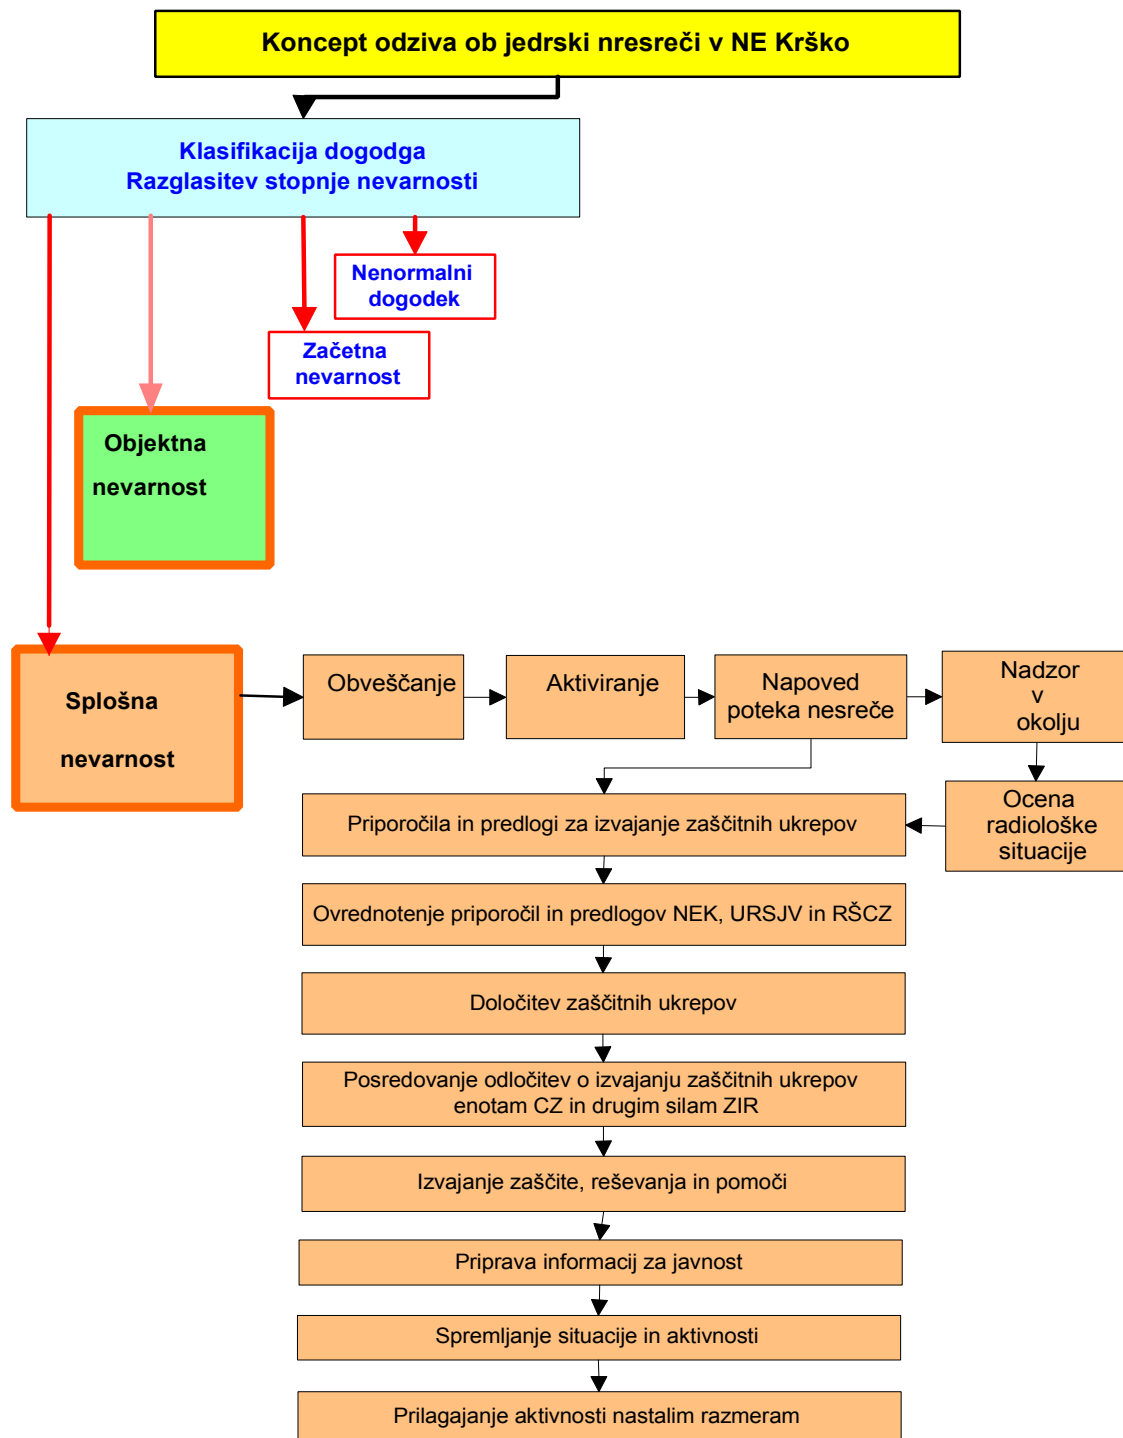 Koncept odziva ob jedrski nresreči v NE Krško
Klasifikacija dogodga
Razglasitev stopnje nevarnosti
Nenormalni
dogodek
Začetna
nevarnost
Objektna
nevarnost
Splošna
nevarnost
Obveščanje
Aktiviranje
Napoved
poteka nesreče
Nadzor
v
okolju
Ocena
radiološke
situacije
Priporočila in predlogi za izvajanje zaščitnih ukrepov
Ovrednotenje priporočil in predlogov NEK, URSJV in RŠCZ
Določitev zaščitnih ukrepov
Posredovanje odločitev o izvajanju zaščitnih ukrepov
enotam CZ in drugim silam ZIR
Izvajanje zaščite, reševanja in pomoči
Priprava informacij za javnost
Spremljanje situacije in aktivnosti
Prilagajanje aktivnosti nastalim razmeram